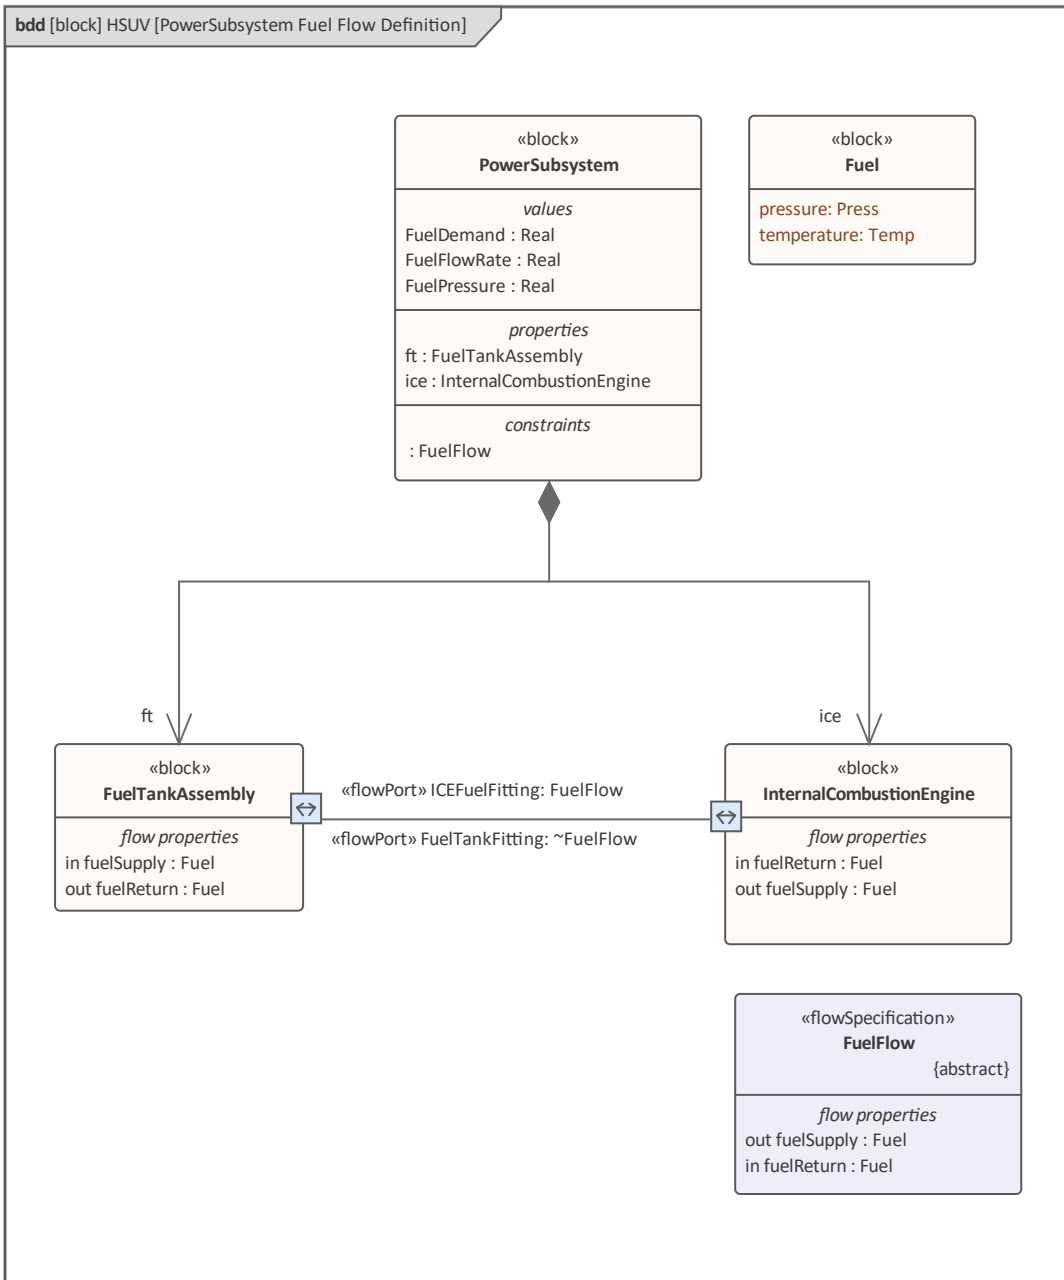 bdd [block] HSUV [PowerSubsystem Fuel Flow Definition]
«block»
PowerSubsystem
values
FuelDemand : Real
FuelFlowRate : Real
FuelPressure : Real
properties
ft : FuelTankAssembly
ice : InternalCombustionEngine
constraints
: FuelFlow
«block»
Fuel
pressure: Press
temperature: Temp
ft
ice
«block»
FuelTankAssembly
flow properties
in fuelSupply : Fuel
out fuelReturn : Fuel
«flowPort» ICEFuelFitting: FuelFlow
«flowPort» FuelTankFitting: ~FuelFlow
«block»
InternalCombustionEngine
flow properties
in fuelReturn : Fuel
out fuelSupply : Fuel
«flowSpecification»
FuelFlow
{abstract}
flow properties
out fuelSupply : Fuel
in fuelReturn : Fuel